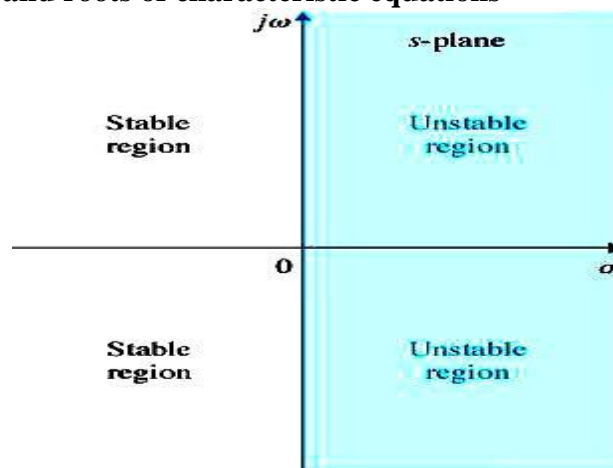 and roots of characteristic equations
jω
s-plane
Stable
region
Unstable
region
0
σ
Stable
region
Unstable
region